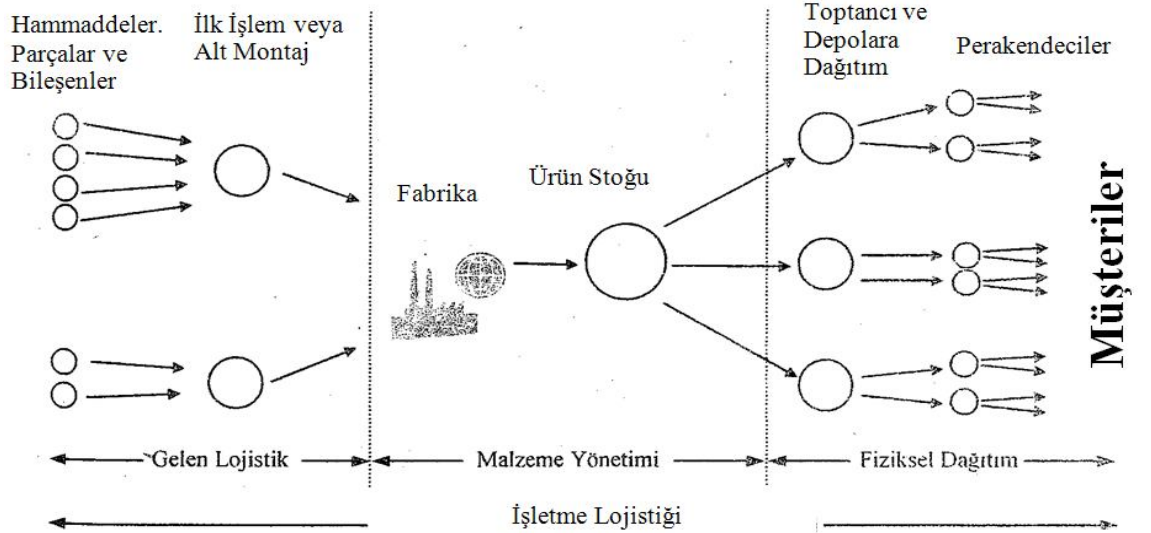 Hammaddeler.
Parçalar ve
Bileşenler
İlk İşlem veya
Alt Montaj
Toptancı ve
Depolara
Dağıtım
Perakendeciler
Fabrika
Ürün Stoğu
Müşteriler
Gelen Lojistik
Malzeme Yönetimi
Fiziksel Dağıtım
İşletme Lojistiği